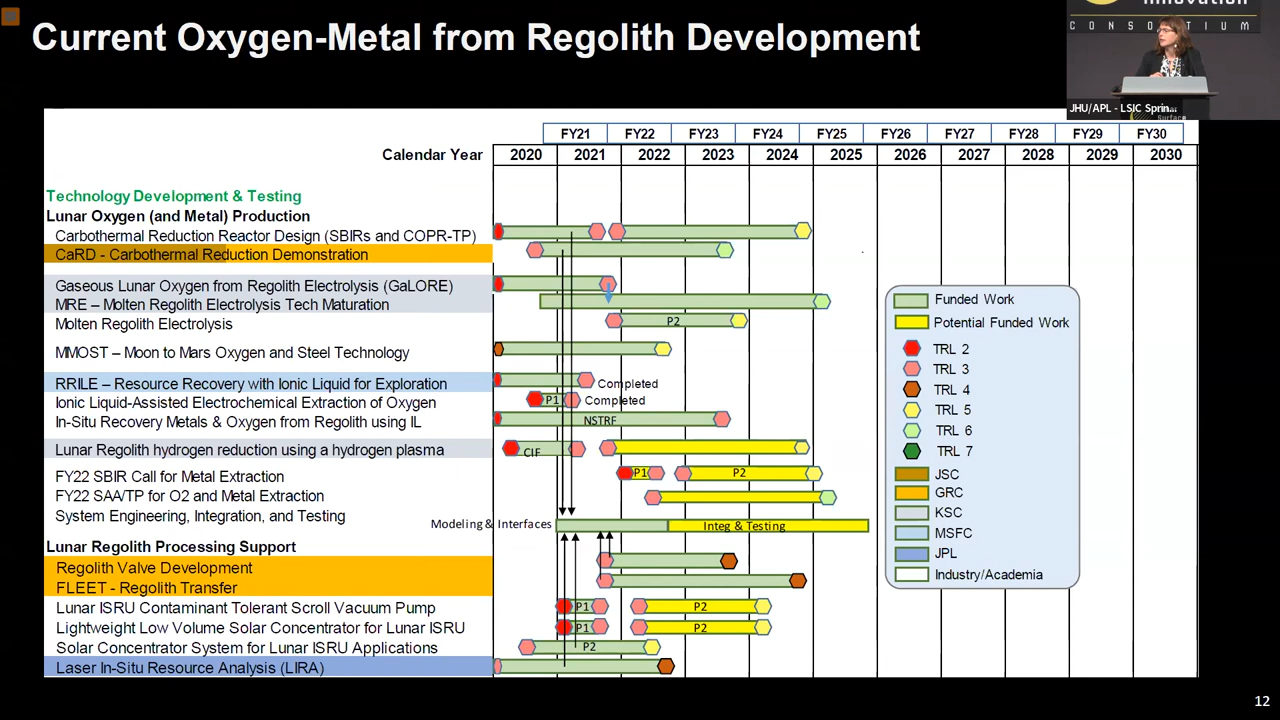 Current Oxygen-Metal from Regolith Development
Innovation
CONSORTIUM
JHU/APL - LSIC Sprin...
Surface
FY21 FY22 FY23 FY24 FY25 FY26 FY27 FY28 FY29 FY30
Calendar Year 2020 2021 2022 2023 2024 2025 2026 2027 2028 2029 2030
Technology Development & Testing
Lunar Oxygen (and Metal) Production
Carbothermal Reduction Reactor Design (SBIRs and COPR-TP)
CaRD - Carbothermal Reduction Demonstration
Gaseous Lunar Oxygen from Regolith Electrolysis (GaLORE)
MRE – Molten Regolith Electrolysis Tech Maturation
Molten Regolith Electrolysis P2
MMOST – Moon to Mars Oxygen and Steel Technology
RRILE – Resource Recovery with Ionic Liquid for Exploration Completed
Ionic Liquid-Assisted Electrochemical Extraction of Oxygen P1 Completed
In-Situ Recovery Metals & Oxygen from Regolith using IL NSTRF
Lunar Regolith hydrogen reduction using a hydrogen plasma CIF
FY22 SBIR Call for Metal Extraction P1 P2
FY22 SAA/TP for O2 and Metal Extraction
System Engineering, Integration, and Testing Modeling & Interfaces Integ & Testing
Lunar Regolith Processing Support
Regolith Valve Development
FLEET - Regolith Transfer
Lunar ISRU Contaminant Tolerant Scroll Vacuum Pump P1 P2
Lightweight Low Volume Solar Concentrator for Lunar ISRU P1 P2
Solar Concentrator System for Lunar ISRU Applications P2
Laser In-Situ Resource Analysis (LIRA)
Funded Work
Potential Funded Work
TRL 2
TRL 3
TRL 4
TRL 5
TRL 6
TRL 7
JSC
GRC
KSC
MSFC
JPL
Industry/Academia
12